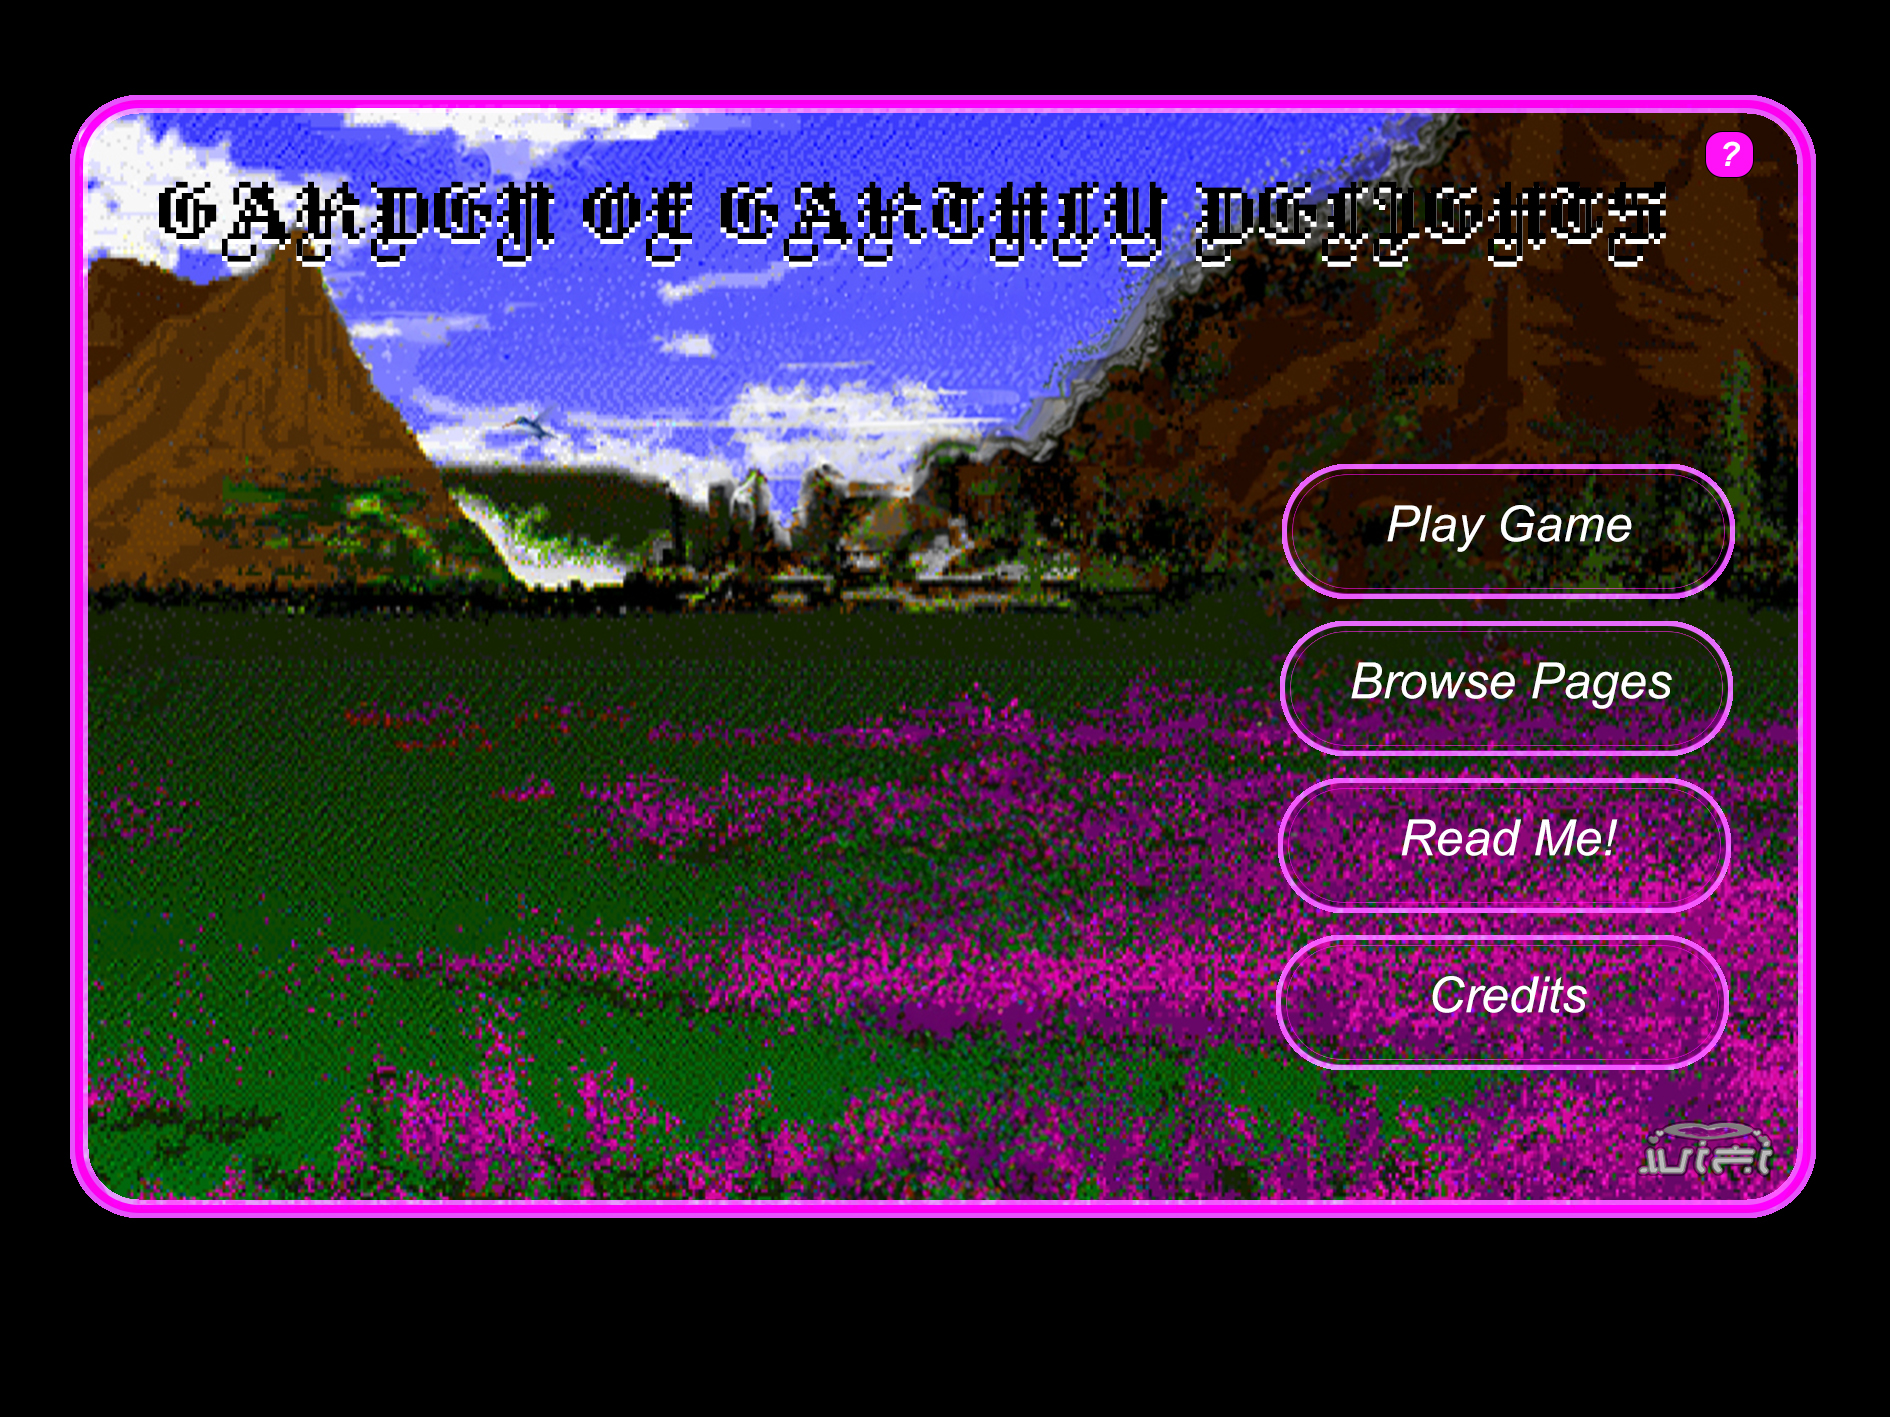 GARDEN OF EARTHLY DELIGHTS
?
Play Game
Browse Pages
Read Me!
Credits